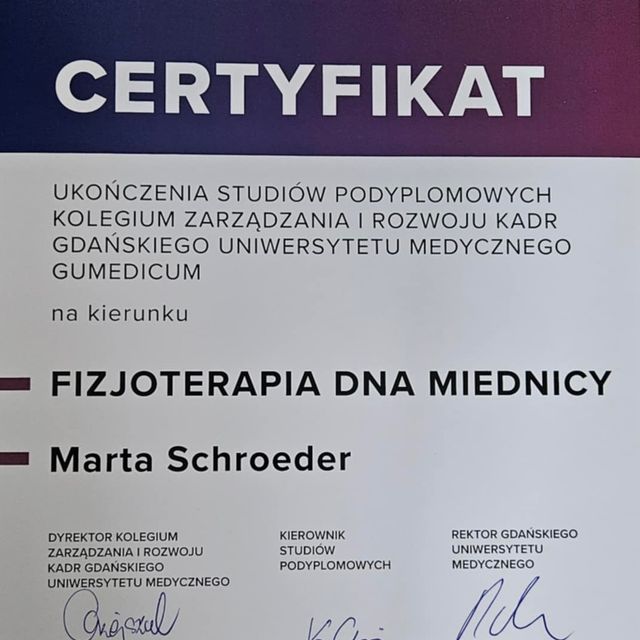 CERTYFIKAT
UKOŃCZENIA STUDIÓW PODYPLOMOWYCH
KOLEGIUM ZARZĄDZANIA I ROZWOJU KADR
GDAŃSKIEGO UNIWERSYTETU MEDYCZNEGO
GUMEDICUM
na kierunku
FIZJOTERAPIA DNA MIEDNICY
Marta Schroeder
DYREKTOR KOLEGIUM
ZARZĄDZANIA I ROZWOJU
KADR GDAŃSKIEGO
UNIWERSYTETU MEDYCZNEGO
KIEROWNIK
STUDIÓW
PODYPLOMOWYCH
REKTOR GDAŃSKIEGO
UNIWERSYTETU
MEDYCZNEGO